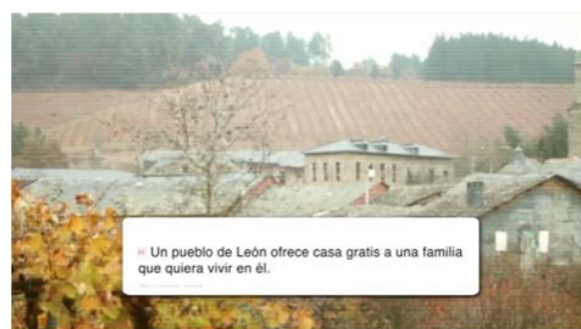 Un pueblo de León ofrece casa gratis a una familia
que quiera vivir en él.